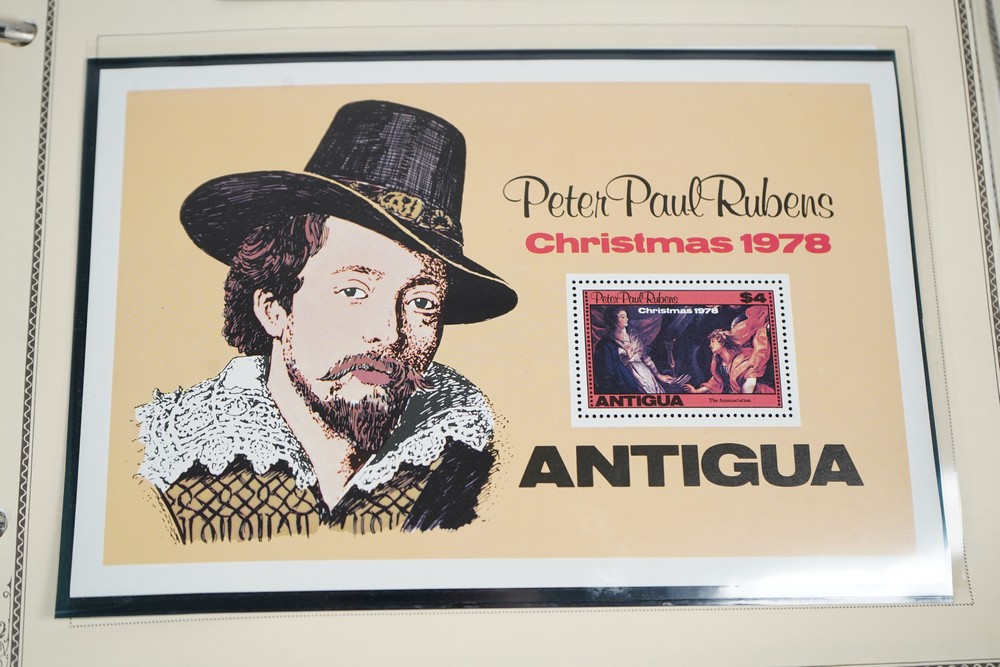 Peter Paul Rubens
Christmas 1978
Peter Paul Rubens
$4
Christmas 1978
ANTIGUA
The Annunciation
ANTIGUA